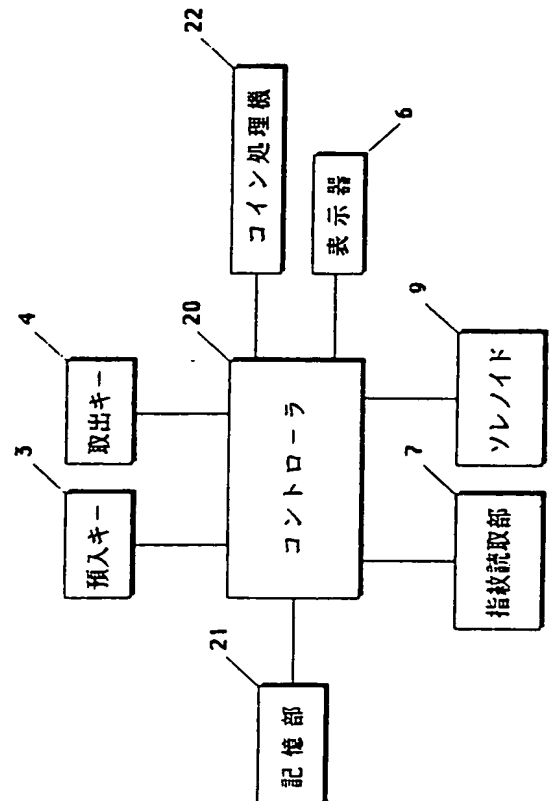 22
コイン処理機
6
表示器
4
取出キー
20
コントローラ
9
ソレノイド
3
預入キー
7
指紋読取部
21
記憶部